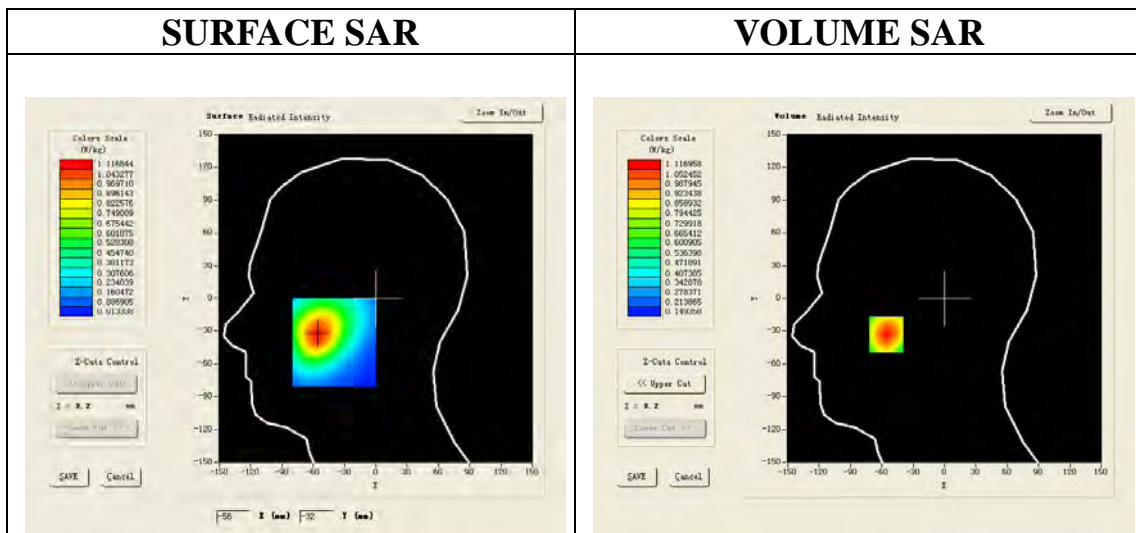 SURFACE SAR
VOLUME SAR
Surface Radiated Intensity
Zoom In/Out
Colors Scale
(W/kg)
1.116844
1.043277
0.969710
0.896143
0.822576
0.749009
0.675442
0.601875
0.528308
0.454740
0.381173
0.307606
0.234039
0.160472
0.086905
0.013338
Z-Cuts Control
<< Upper Cut
Z = 9.2 mm
Lower Cut >>
SAVE
Cancel
150
120
90
60
30
0
-30
-60
-90
-120
-150
Y
-150 -120 -90 -60 -30 0 30 60 90 120 150
X
-56 X (mm) -32 Y (mm)
Volume Radiated Intensity
Zoom In/Out
Colors Scale
(W/kg)
1.116958
1.052452
0.987945
0.923438
0.858932
0.794425
0.729918
0.665412
0.600905
0.536398
0.471891
0.407385
0.342878
0.278371
0.213865
0.149358
Z-Cuts Control
<< Upper Cut
Z = 9.2 mm
Lower Cut >>
SAVE
Cancel
150
120
90
60
30
0
-30
-60
-90
-120
-150
Y
-150 -120 -90 -60 -30 0 30 60 90 120 150
X